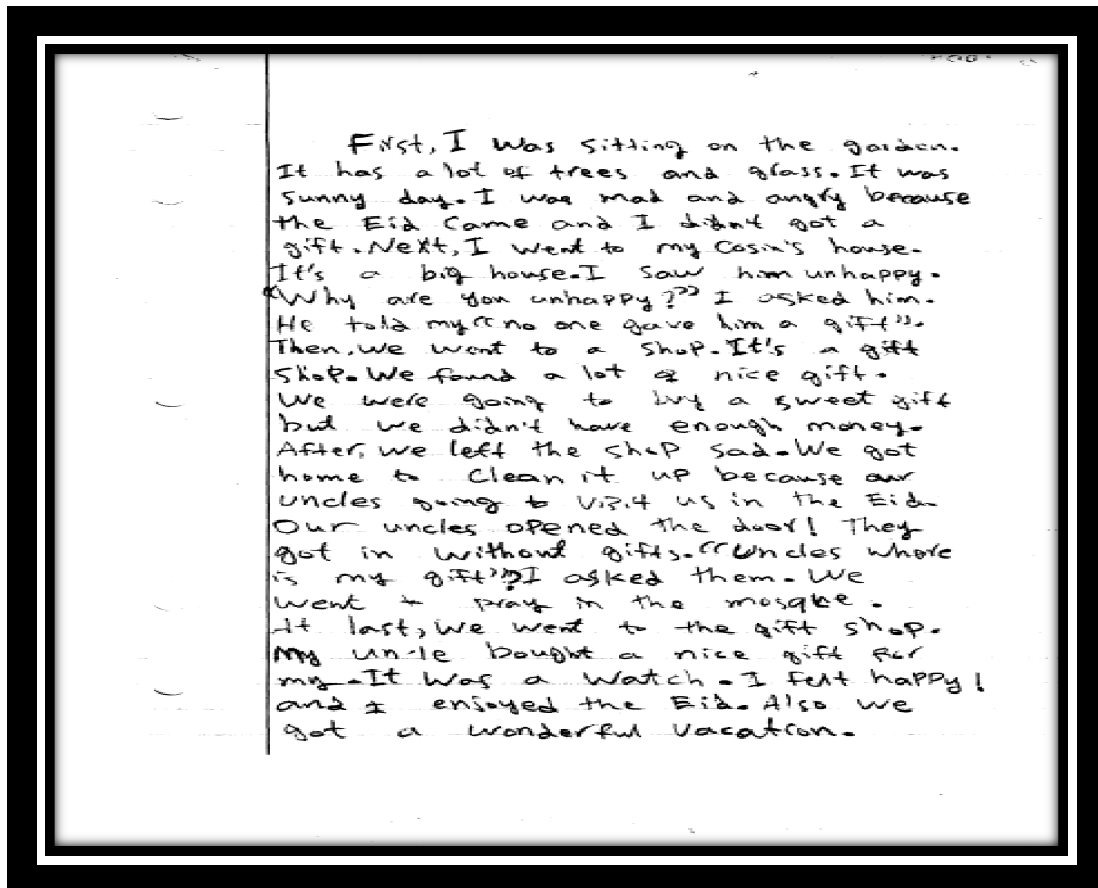 First, I was sitting on the garden.
It has a lot of trees and glass. It was
sunny day. I was mad and angry because
the Eid came and I didn't got a
gift. Next, I went to my Cosin's house.
It's a big house. I saw him unhappy.
"Why are you unhappy?" I asked him.
He told my "no one gave him a gift".
Then, we went to a shop. It's a gift
shop. We found a lot of nice gift.
We were going to buy a sweet gift
but we didn't have enough money.
After, we left the shop sad. We got
home to clean it up because our
uncles going to visit us in the Eid.
Our uncles opened the door! They
got in without gifts. "Uncles where
is my gift"? I asked them. We
went to pray in the mosqbe.
At last, we went to the gift shop.
My uncle bought a nice gift for
my. It was a watch. I felt happy!
and I enjoyed the Eid. Also we
got a wonderful vacation.